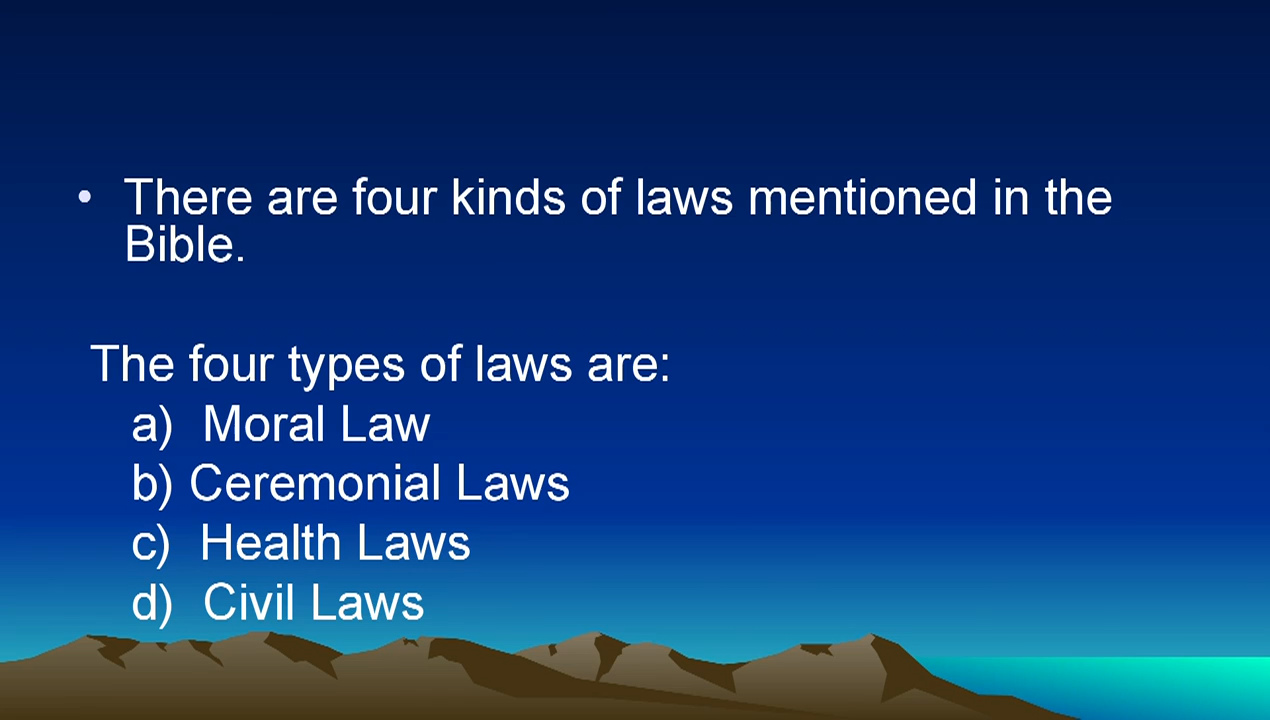 • There are four kinds of laws mentioned in the
Bible.
The four types of laws are:
a) Moral Law
b) Ceremonial Laws
c) Health Laws
d) Civil Laws